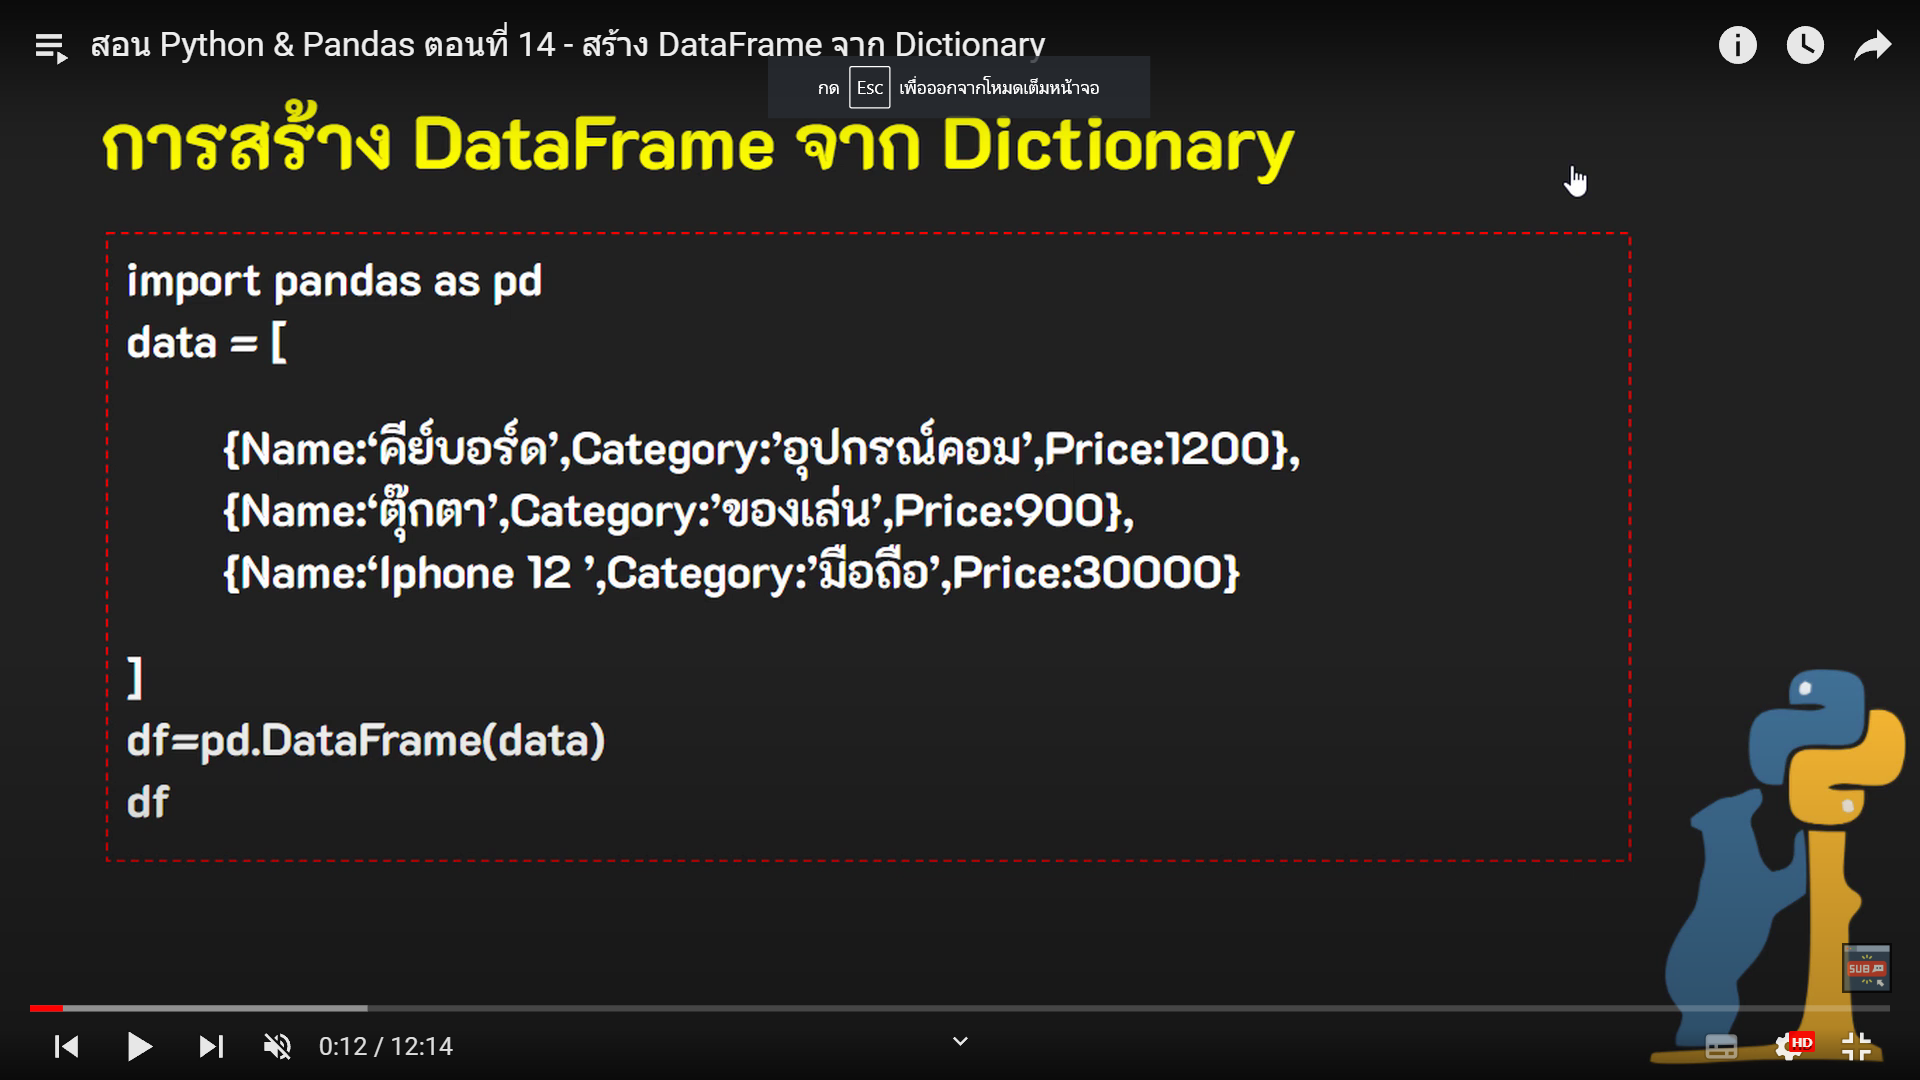 สอน Python & Pandas ตอนที่ 14 - สร้าง DataFrame จาก Dictionary
กด Esc เพื่อออกจากโหมดเต็มหน้าจอ
การสร้าง DataFrame จาก Dictionary
import pandas as pd
data = [
{Name:‘คีย์บอร์ด’,Category:’อุปกรณ์คอม’,Price:1200},
{Name:‘ตุ๊กตา’,Category:’ของเล่น’,Price:900},
{Name:‘Iphone 12 ’,Category:’มือถือ’,Price:30000}
]
df=pd.DataFrame(data)
df
SUB
0:12 / 12:14
HD